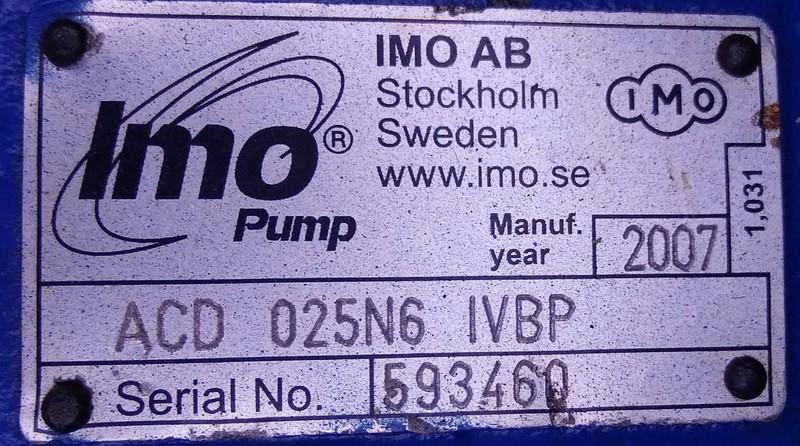 Imo®
Pump
IMO AB
Stockholm
Sweden
www.imo.se
IMO
Manuf.
year
2007
1,031
ACD 025N6 IVBP
Serial No. 593460